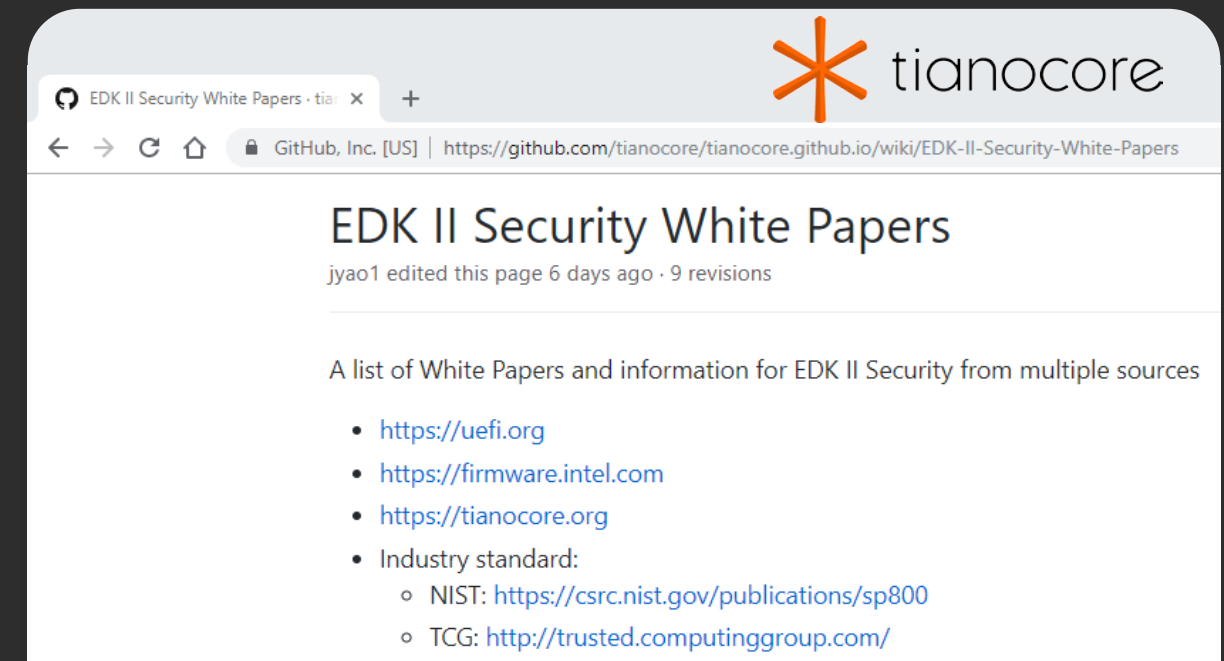 tianocore
EDK II Security White Papers · tia
GitHub, Inc. [US] | https://github.com/tianocore/tianocore.github.io/wiki/EDK-II-Security-White-Papers
EDK II Security White Papers
jyao1 edited this page 6 days ago · 9 revisions
A list of White Papers and information for EDK II Security from multiple sources
• https://uefi.org
• https://firmware.intel.com
• https://tianocore.org
• Industry standard:
◦ NIST: https://csrc.nist.gov/publications/sp800
◦ TCG: http://trusted.computinggroup.com/